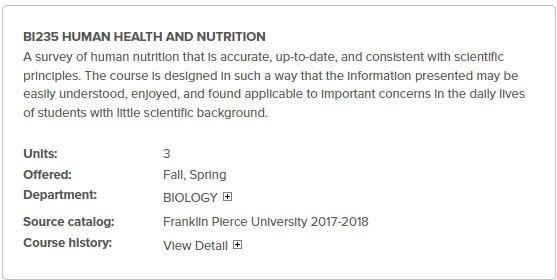 BI235 HUMAN HEALTH AND NUTRITION
A survey of human nutrition that is accurate, up-to-date, and consistent with scientific
principles. The course is designed in such a way that the information presented may be
easily understood, enjoyed, and found applicable to important concerns in the daily lives
of students with little scientific background.
Units: 3
Offered: Fall, Spring
Department: BIOLOGY
Source catalog: Franklin Pierce University 2017-2018
Course history: View Detail